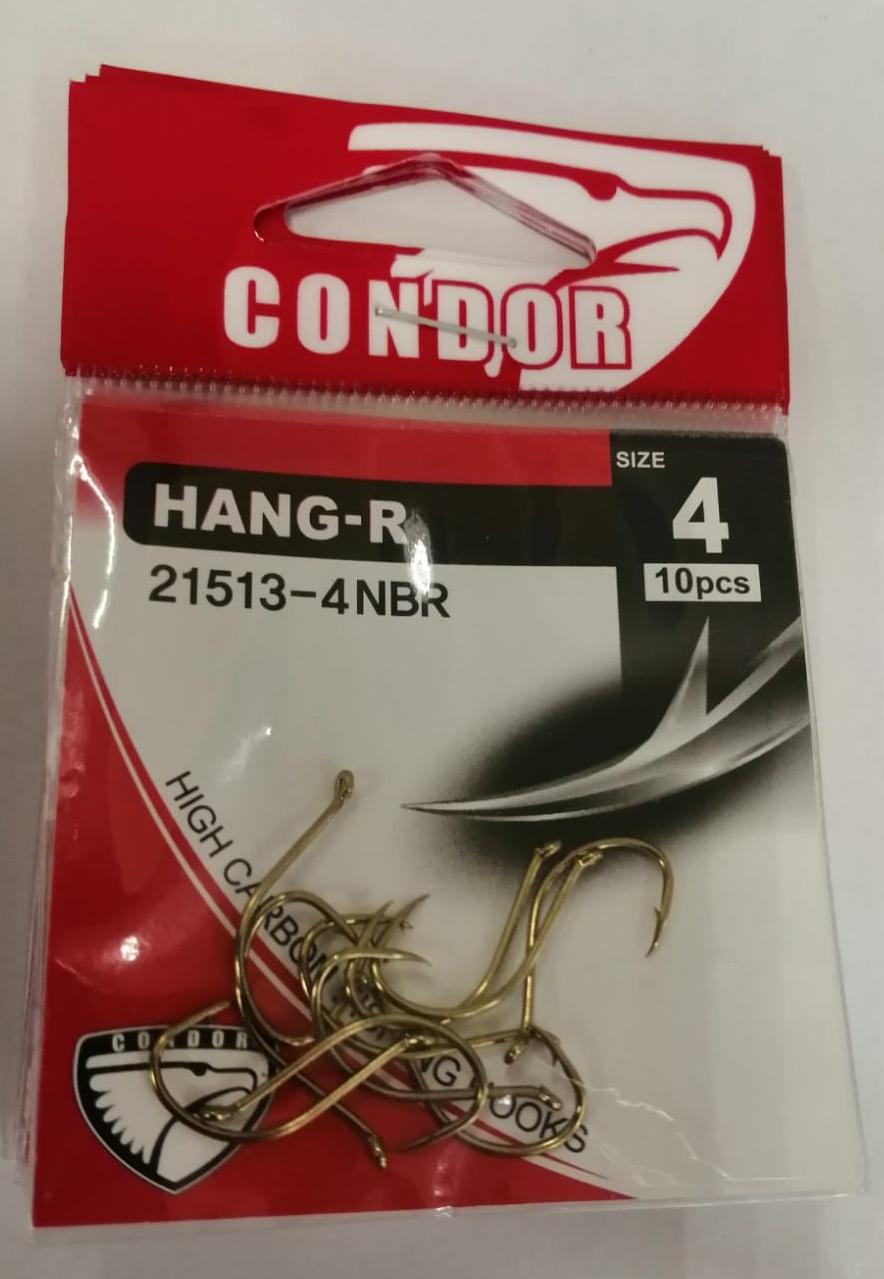 CONDOR
HANG-R
21513-4NBR
SIZE
4
10pcs
HIGH CARBON HOOKS
CONDOR